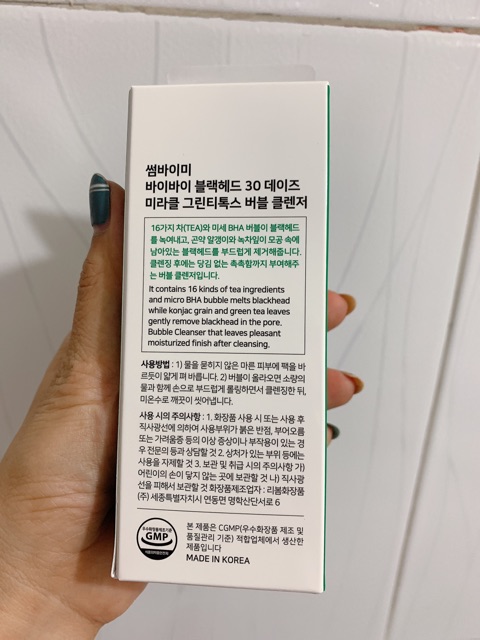 썸바이미
바이바이 블랙헤드 30 데이즈
미라클 그린티톡스 버블 클렌저
16가지 차(TEA)와 미세 BHA 버블이 블랙헤드
를 녹여내고, 곤약 알갱이와 녹차잎이 모공 속에
남아있는 블랙헤드를 부드럽게 제거해줍니다.
클렌징 후에는 당김 없는 촉촉함까지 부여해주
는 버블 클렌저입니다.
It contains 16 kinds of tea ingredients
and micro BHA bubble melts blackhead
while konjac grain and green tea leaves
gently remove blackhead in the pore.
Bubble Cleanser that leaves pleasant
moisturized finish after cleansing.
사용방법 : 1) 물을 묻히지 않은 마른 피부에 팩을 바
르듯이 얇게 펴 바릅니다. 2) 버블이 올라오면 소량의
물과 함께 손으로 부드럽게 롤링하면서 클렌징한 뒤,
미온수로 깨끗이 씻어냅니다.
사용 시의 주의사항 : 1. 화장품 사용 시 또는 사용 후
직사광선에 의하여 사용부위가 붉은 반점, 부어오름
또는 가려움증 등의 이상 증상이나 부작용이 있는 경
우 전문의 등과 상담할 것 2. 상처가 있는 부위 등에는
사용을 자제할 것 3. 보관 및 취급 시의 주의사항 가)
어린이의 손이 닿지 않는 곳에 보관할 것 나) 직사광
선을 피해서 보관할 것 화장품제조업자 : 리봄화장품
(주) 세종특별자치시 연동면 명학산단서로 6
우수화장품제조기준
GMP
식품의약품안전처
본 제품은 CGMP(우수화장품 제조 및
품질관리 기준) 적합업체에서 생산한
제품입니다
MADE IN KOREA